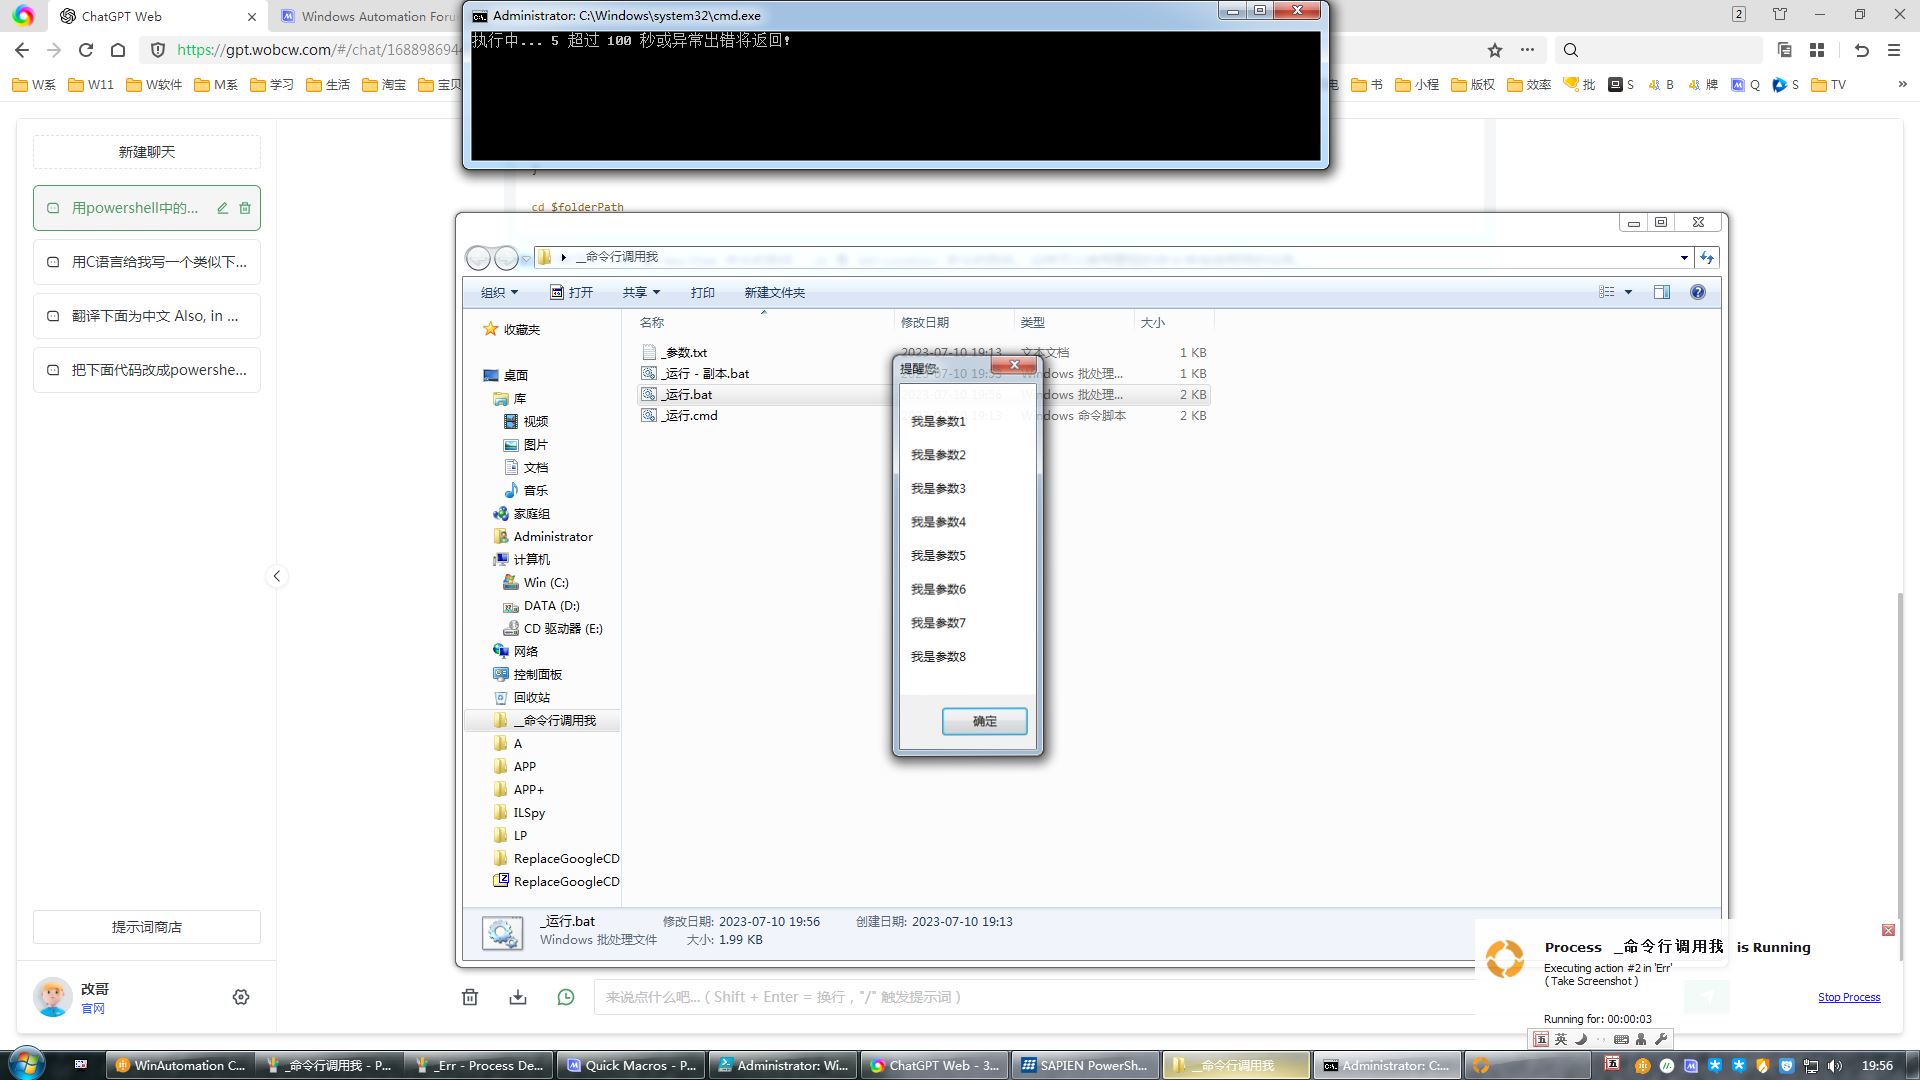 ChatGPT Web
Windows Automation Foru
Administrator: C:\Windows\system32\cmd.exe
2
https://gpt.wobcw.com/#/chat/168898694
执行中... 5 超过 100 秒或异常出错将返回!
W系
W11
W软件
M系
学习
生活
淘宝
宝贝
电
书
小程
版权
效率
批
S
B
牌
Q
S
TV
新建聊天
用powershell中的...
用C语言给我写一个类似下...
翻译下面为中文 Also, in ...
把下面代码改成powershe...
提示词商店
改哥
官网
}
cd $folderPath
__命令行调用我
组织
打开
共享
打印
新建文件夹
收藏夹
桌面
库
视频
图片
文档
音乐
家庭组
Administrator
计算机
Win (C:)
DATA (D:)
CD 驱动器 (E:)
网络
控制面板
回收站
__命令行调用我
A
APP
APP+
ILSpy
LP
ReplaceGoogleCD
ReplaceGoogleCD
名称 修改日期 类型 大小
_参数.txt 2023-07-10 19:13 文本文档 1 KB
_运行 - 副本.bat Windows 批处理... 1 KB
_运行.bat Windows 批处理... 2 KB
_运行.cmd Windows 命令脚本 2 KB
提醒您:
我是参数1
我是参数2
我是参数3
我是参数4
我是参数5
我是参数6
我是参数7
我是参数8
确定
_运行.bat 修改日期: 2023-07-10 19:56 创建日期: 2023-07-10 19:13
Windows 批处理文件 大小: 1.99 KB
来说点什么吧...（Shift + Enter = 换行，"/" 触发提示词）
Process __命令行调用我 is Running
Executing action #2 in 'Err'
( Take Screenshot )
Stop Process
Running for: 00:00:03
五 英
WinAutomation C...
_命令行调用我 - P...
_Err - Process De...
Quick Macros - P...
Administrator: Wi...
ChatGPT Web - 3...
SAPIEN PowerSh...
__命令行调用我
Administrator: C:...
五
19:56